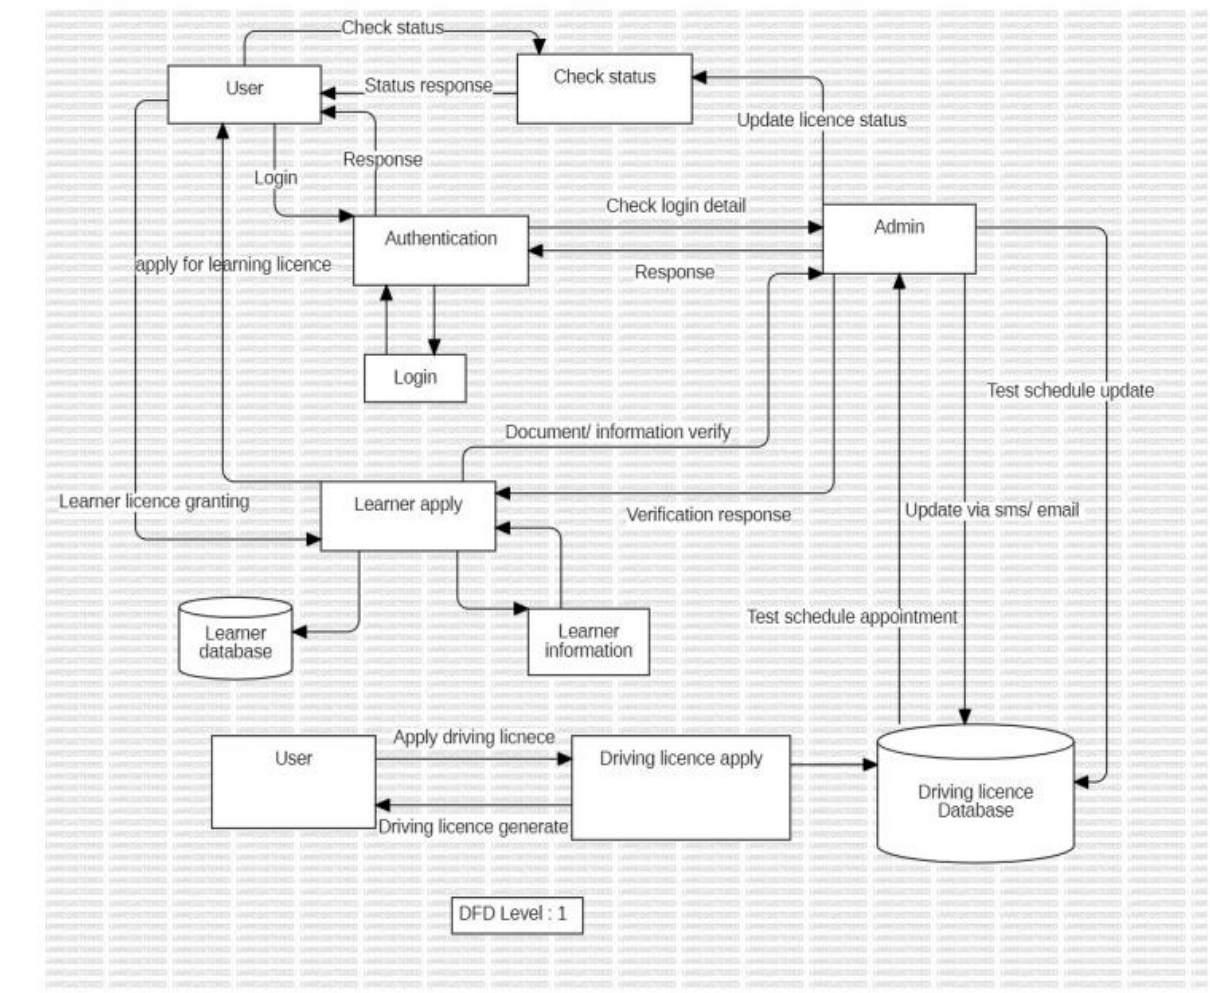 Check status
User
Status response
Check status
Update licence status
Response
Login
Check login detail
Authentication
Admin
apply for learning licence
Response
Login
Test schedule update
Document/ information verify
Learner licence granting
Learner apply
Verification response
Update via sms/ email
Learner
database
Learner
information
Test schedule appointment
Apply driving licnece
User
Driving licence apply
Driving licence
Database
Driving licence generate
DFD Level : 1